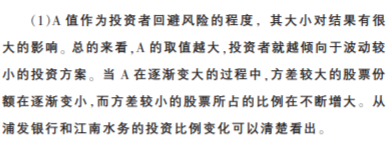 (1)A 值作为投资者回避风险的程度，其大小对结果有很
大的影响。总的来看,A 的取值越大,投资者就越倾向于波动较
小的投资方案。当 A 在逐渐变大的过程中,方差较大的股票份
额在逐渐变小,而方差较小的股票所占的比例在不断增大。从
浦发银行和江南水务的投资比例变化可以清楚看出。